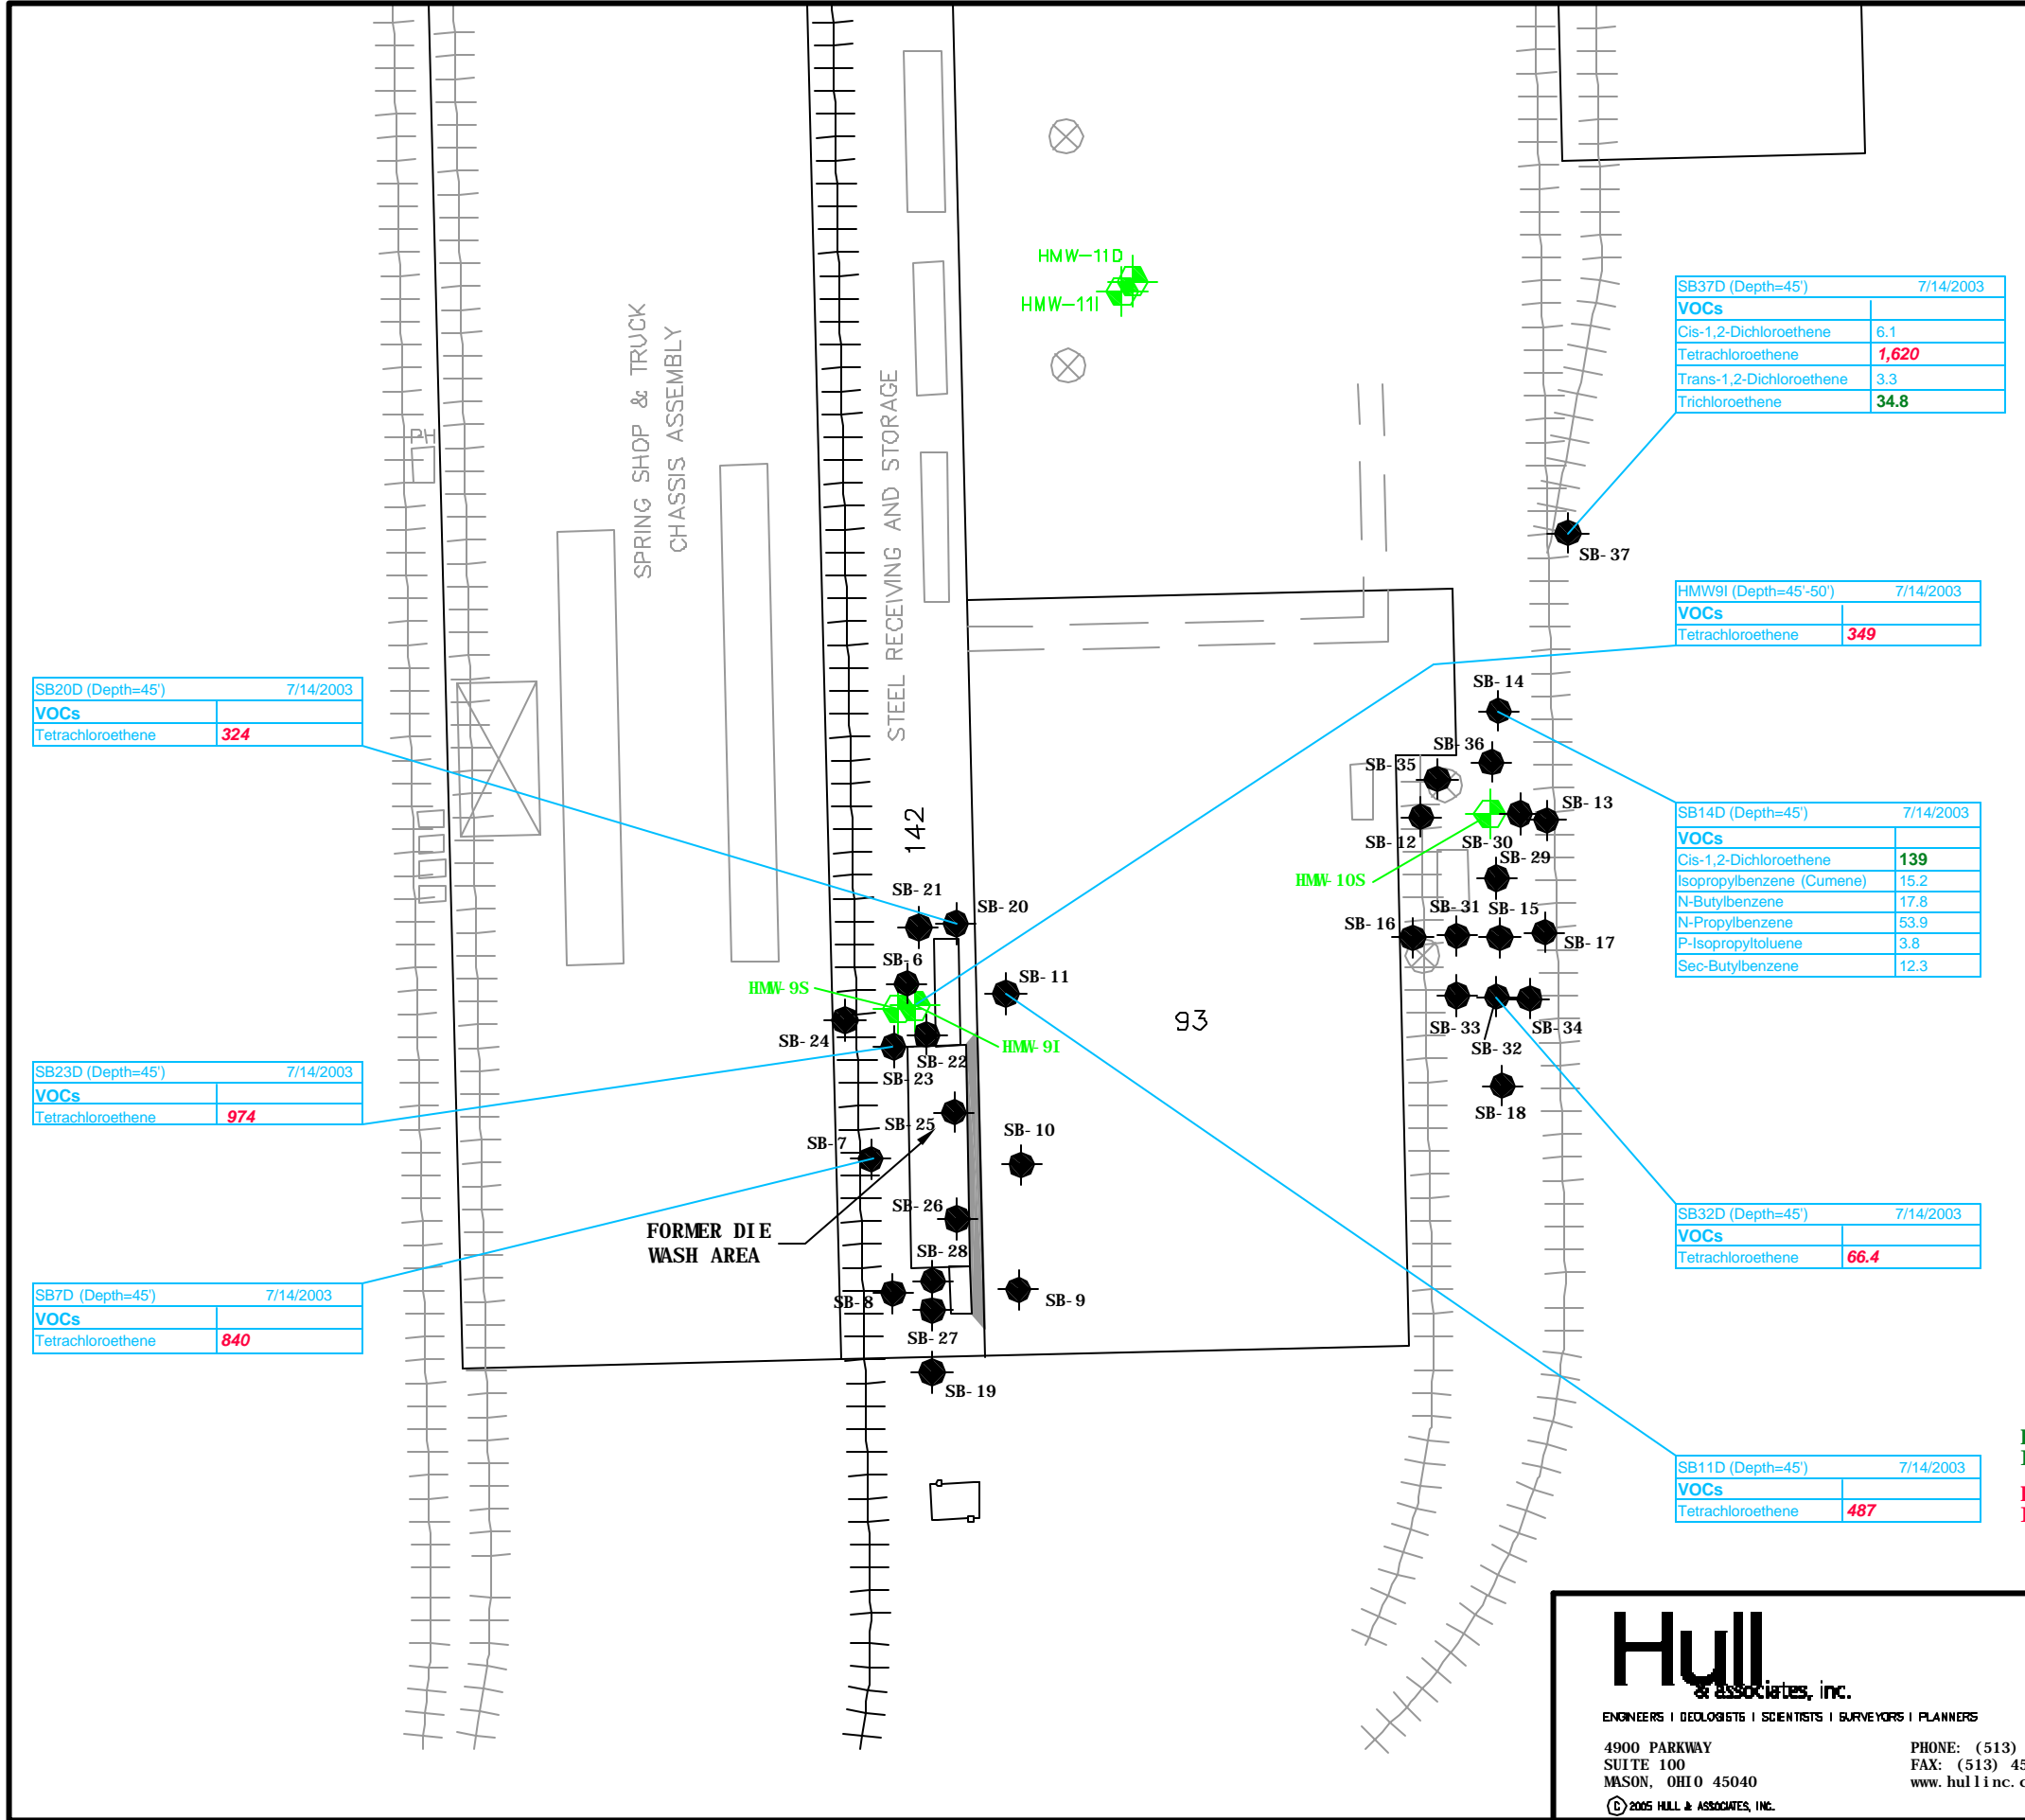 HMW-11D
HMW-11I
SPRING SHOP & TRUCK
CHASSIS ASSEMBLY
STEEL RECEIVING AND STORAGE
PH
142
93
SB37D (Depth=45') 7/14/2003
VOCs
Cis-1,2-Dichloroethene 6.1
Tetrachloroethene 1,620
Trans-1,2-Dichloroethene 3.3
Trichloroethene 34.8
SB-37
HMW9I (Depth=45'-50') 7/14/2003
VOCs
Tetrachloroethene 349
SB20D (Depth=45') 7/14/2003
VOCs
Tetrachloroethene 324
SB-14
SB-36
SB-35
SB-13
SB-12
SB-30
SB-29
HMW-10S
SB-31
SB-15
SB-16
SB-17
SB-33
SB-34
SB-32
SB-18
SB14D (Depth=45') 7/14/2003
VOCs
Cis-1,2-Dichloroethene 139
Isopropylbenzene (Cumene) 15.2
N-Butylbenzene 17.8
N-Propylbenzene 53.9
P-Isopropyltoluene 3.8
Sec-Butylbenzene 12.3
SB-21
SB-20
SB-6
SB-11
HMW-9S
SB-24
HMW-9I
SB-22
SB-23
SB-25
SB-7
SB-10
SB-26
FORMER DIE
WASH AREA
SB-28
SB-8
SB-9
SB-27
SB-19
SB23D (Depth=45') 7/14/2003
VOCs
Tetrachloroethene 974
SB7D (Depth=45') 7/14/2003
VOCs
Tetrachloroethene 840
SB32D (Depth=45') 7/14/2003
VOCs
Tetrachloroethene 66.4
SB11D (Depth=45') 7/14/2003
VOCs
Tetrachloroethene 487
Hull
& associates, inc.
ENGINEERS | GEOLOGISTS | SCIENTISTS | SURVEYORS | PLANNERS
4900 PARKWAY
SUITE 100
MASON, OHIO 45040
PHONE: (513)
FAX: (513) 45
www.hullinc.c
© 2005 HULL & ASSOCIATES, INC.